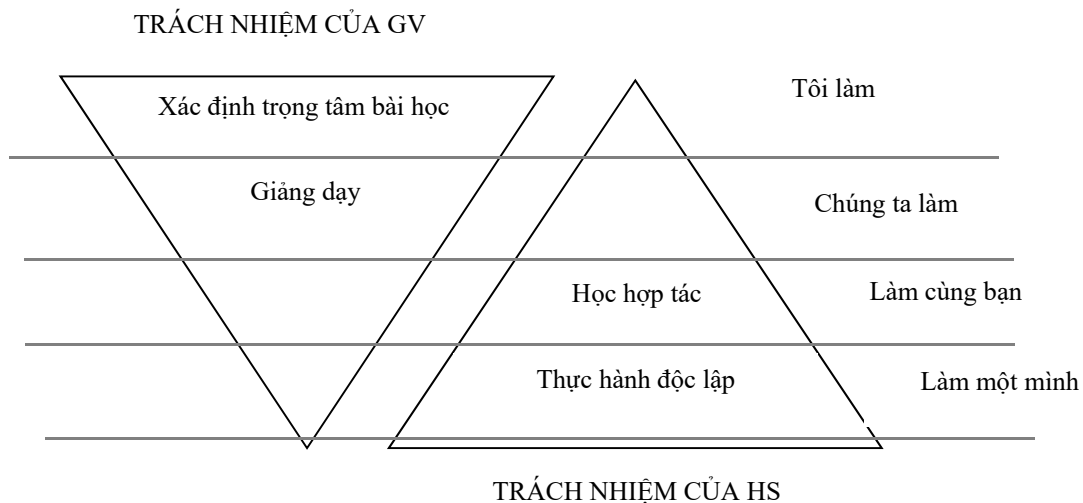 TRÁCH NHIỆM CỦA GV
Xác định trọng tâm bài học
Tôi làm
Giảng dạy
Chúng ta làm
Học hợp tác
Làm cùng bạn
Thực hành độc lập
Làm một mình
TRÁCH NHIỆM CỦA HS